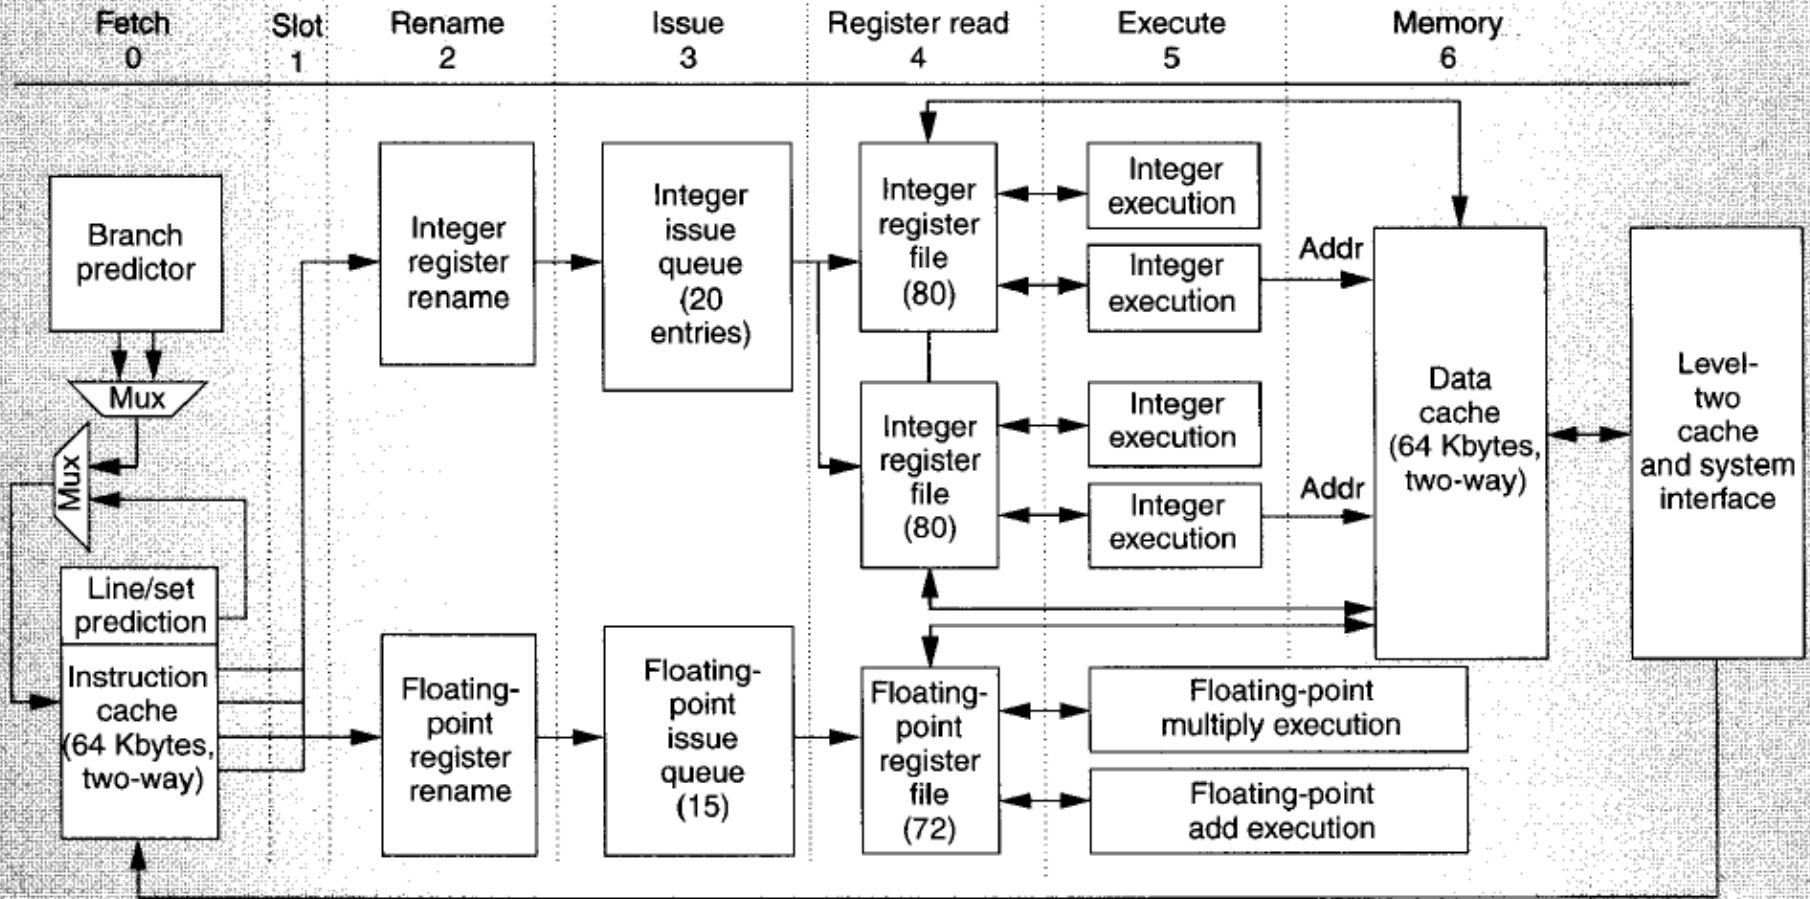 Fetch
0
Slot
1
Rename
2
Issue
3
Register read
4
Execute
5
Memory
6
Branch
predictor
Mux
Mux
Line/set
prediction
Instruction
cache
(64 Kbytes,
two-way)
Integer
register
rename
Floating-
point
register
rename
Integer
issue
queue
(20
entries)
Floating-
point
issue
queue
(15)
Integer
register
file
(80)
Integer
register
file
(80)
Floating-
point
register
file
(72)
Integer
execution
Integer
execution
Integer
execution
Integer
execution
Floating-point
multiply execution
Floating-point
add execution
Addr
Addr
Data
cache
(64 Kbytes,
two-way)
Level-
two
cache
and system
interface